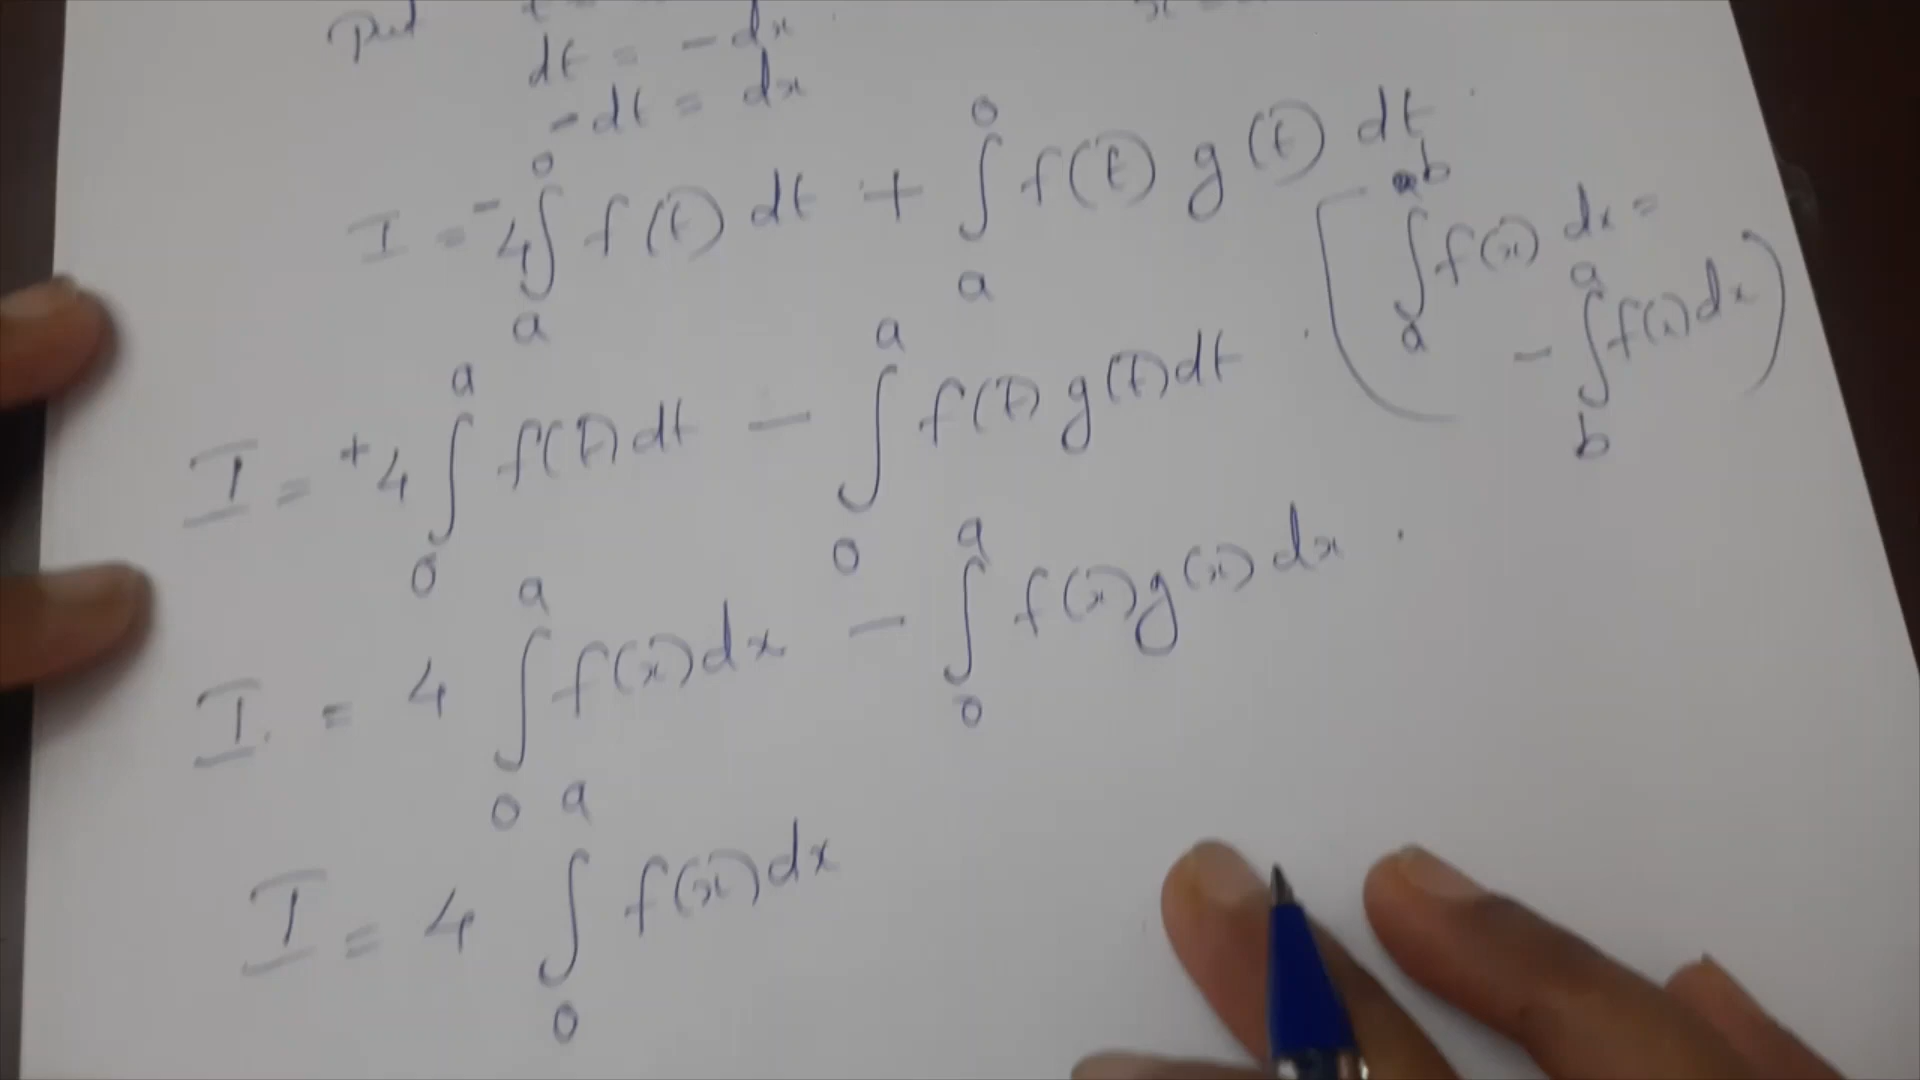 Put
dt = - dx
- dt = dx
I = -4 ∫_a^0 f(t) dt + ∫_a^0 f(t) g(t) dt
( ∫_a^b f(x) dx =
- ∫_b^a f(x) dx )
I = +4 ∫_0^a f(t) dt - ∫_0^a f(t) g(t) dt
I = 4 ∫_0^a f(x) dx - ∫_0^a f(x) g(x) dx .
I = 4 ∫_0^a f(x) dx